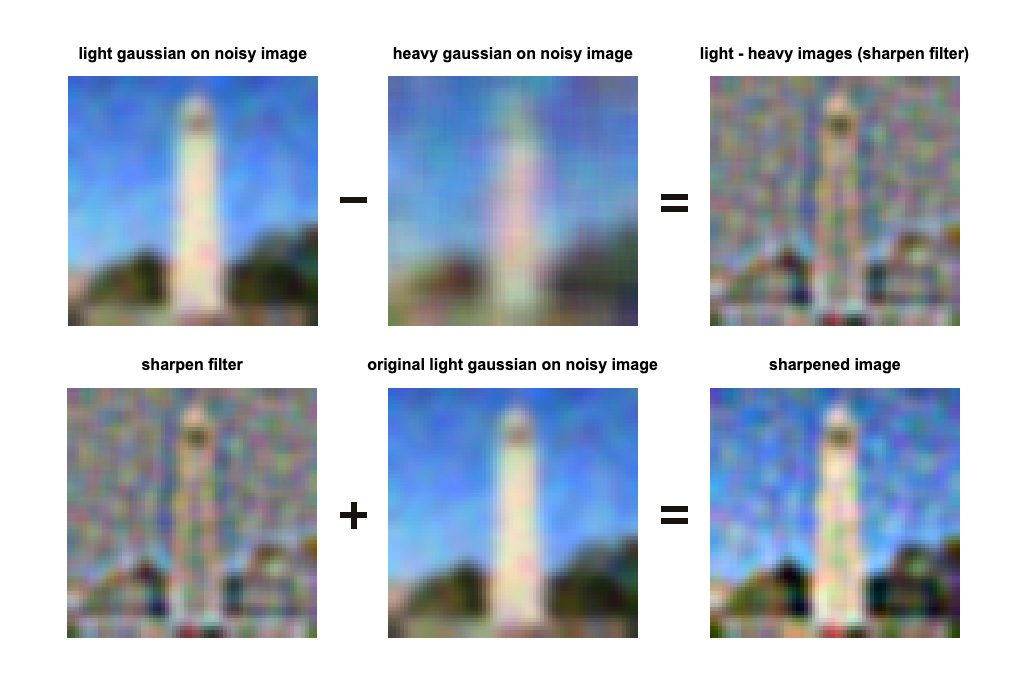 light gaussian on noisy image
heavy gaussian on noisy image
light - heavy images (sharpen filter)
sharpen filter
original light gaussian on noisy image
sharpened image